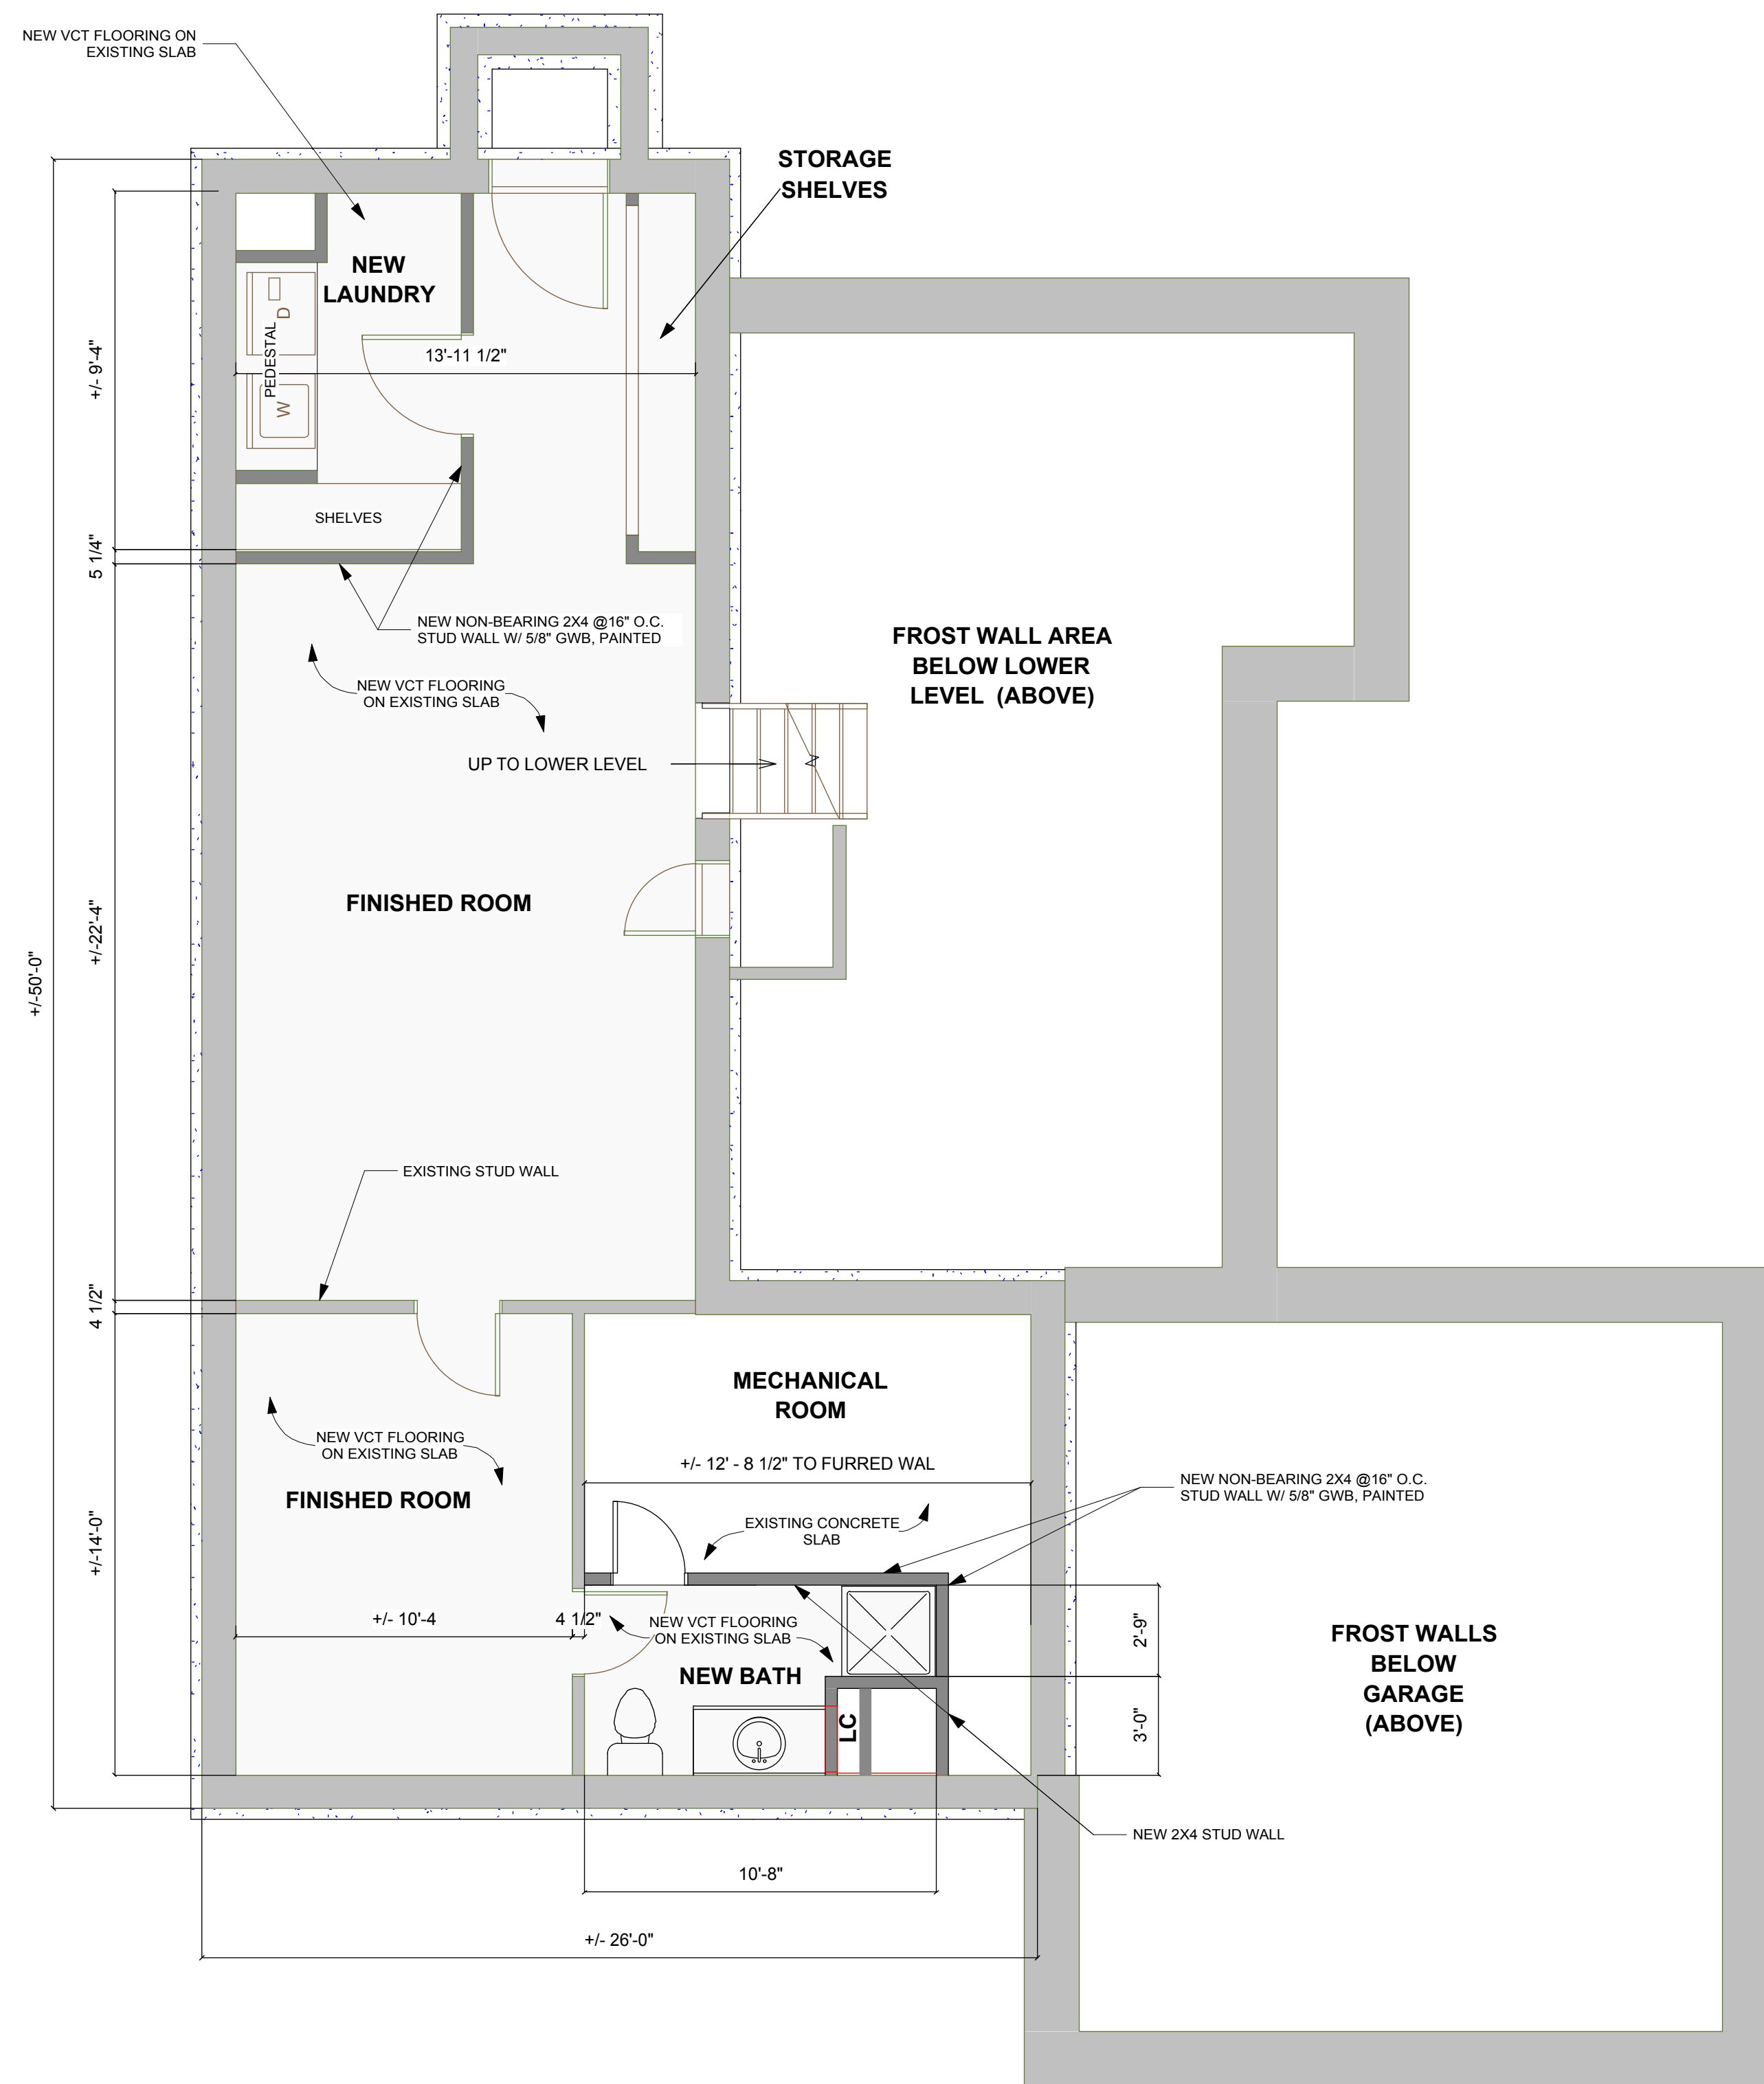 NEW VCT FLOORING ON
EXISTING SLAB
STORAGE
SHELVES
NEW
LAUNDRY
D
PEDESTAL
W
13'-11 1/2"
+/- 9'-4"
SHELVES
5 1/4"
NEW NON-BEARING 2X4 @16" O.C.
STUD WALL W/ 5/8" GWB, PAINTED
FROST WALL AREA
BELOW LOWER
LEVEL (ABOVE)
NEW VCT FLOORING
ON EXISTING SLAB
UP TO LOWER LEVEL
FINISHED ROOM
+/-22'-4"
+/-50'-0"
EXISTING STUD WALL
4 1/2"
MECHANICAL
ROOM
NEW VCT FLOORING
ON EXISTING SLAB
+/- 12' - 8 1/2" TO FURRED WAL
FINISHED ROOM
NEW NON-BEARING 2X4 @16" O.C.
STUD WALL W/ 5/8" GWB, PAINTED
EXISTING CONCRETE
SLAB
+/-14'-0"
+/- 10'-4
4 1/2"
NEW VCT FLOORING
ON EXISTING SLAB
2'-9"
FROST WALLS
BELOW
GARAGE
(ABOVE)
NEW BATH
LC
3'-0"
NEW 2X4 STUD WALL
10'-8"
+/- 26'-0"